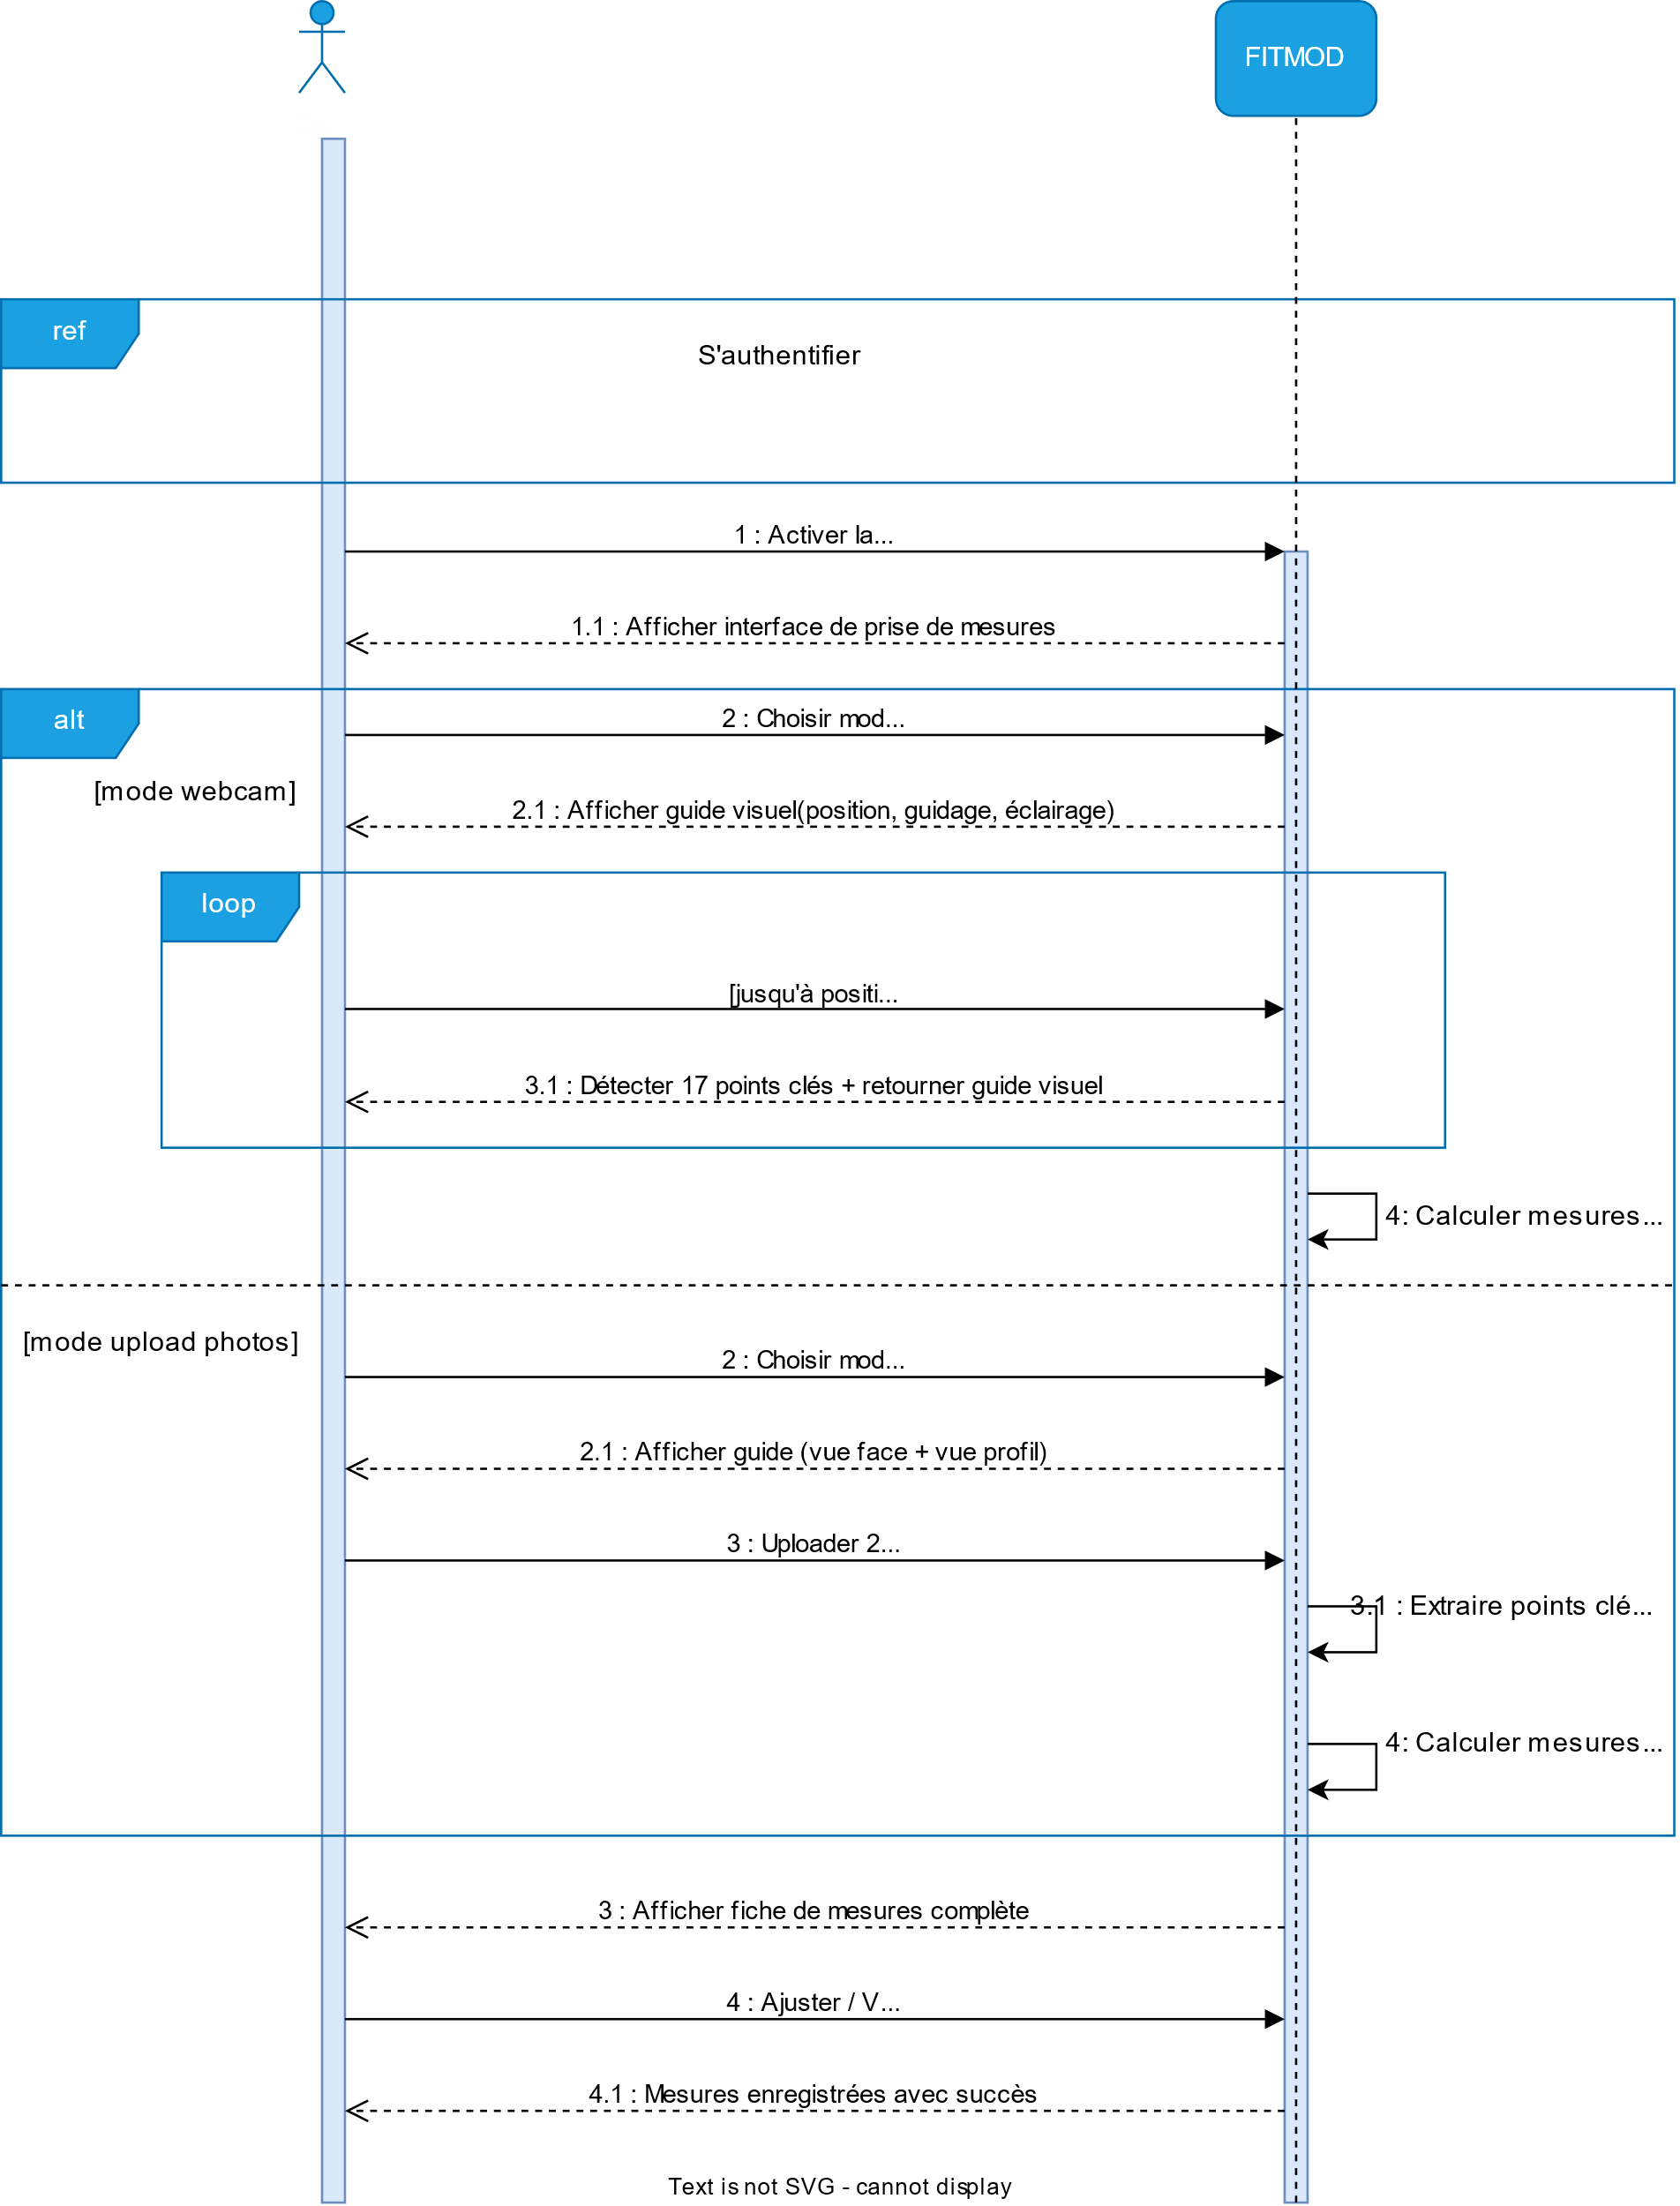 FITMOD
ref
S'authentifier
1 : Activer la...
1.1 : Afficher interface de prise de mesures
alt
2 : Choisir mod...
[mode webcam]
2.1 : Afficher guide visuel(position, guidage, éclairage)
loop
[jusqu'à positi...
3.1 : Détecter 17 points clés + retourner guide visuel
4: Calculer mesures...
[mode upload photos]
2 : Choisir mod...
2.1 : Afficher guide (vue face + vue profil)
3 : Uploader 2...
3.1 : Extraire points clé...
4: Calculer mesures...
3 : Afficher fiche de mesures complète
4 : Ajuster / V...
4.1 : Mesures enregistrées avec succès
Text is not SVG - cannot display